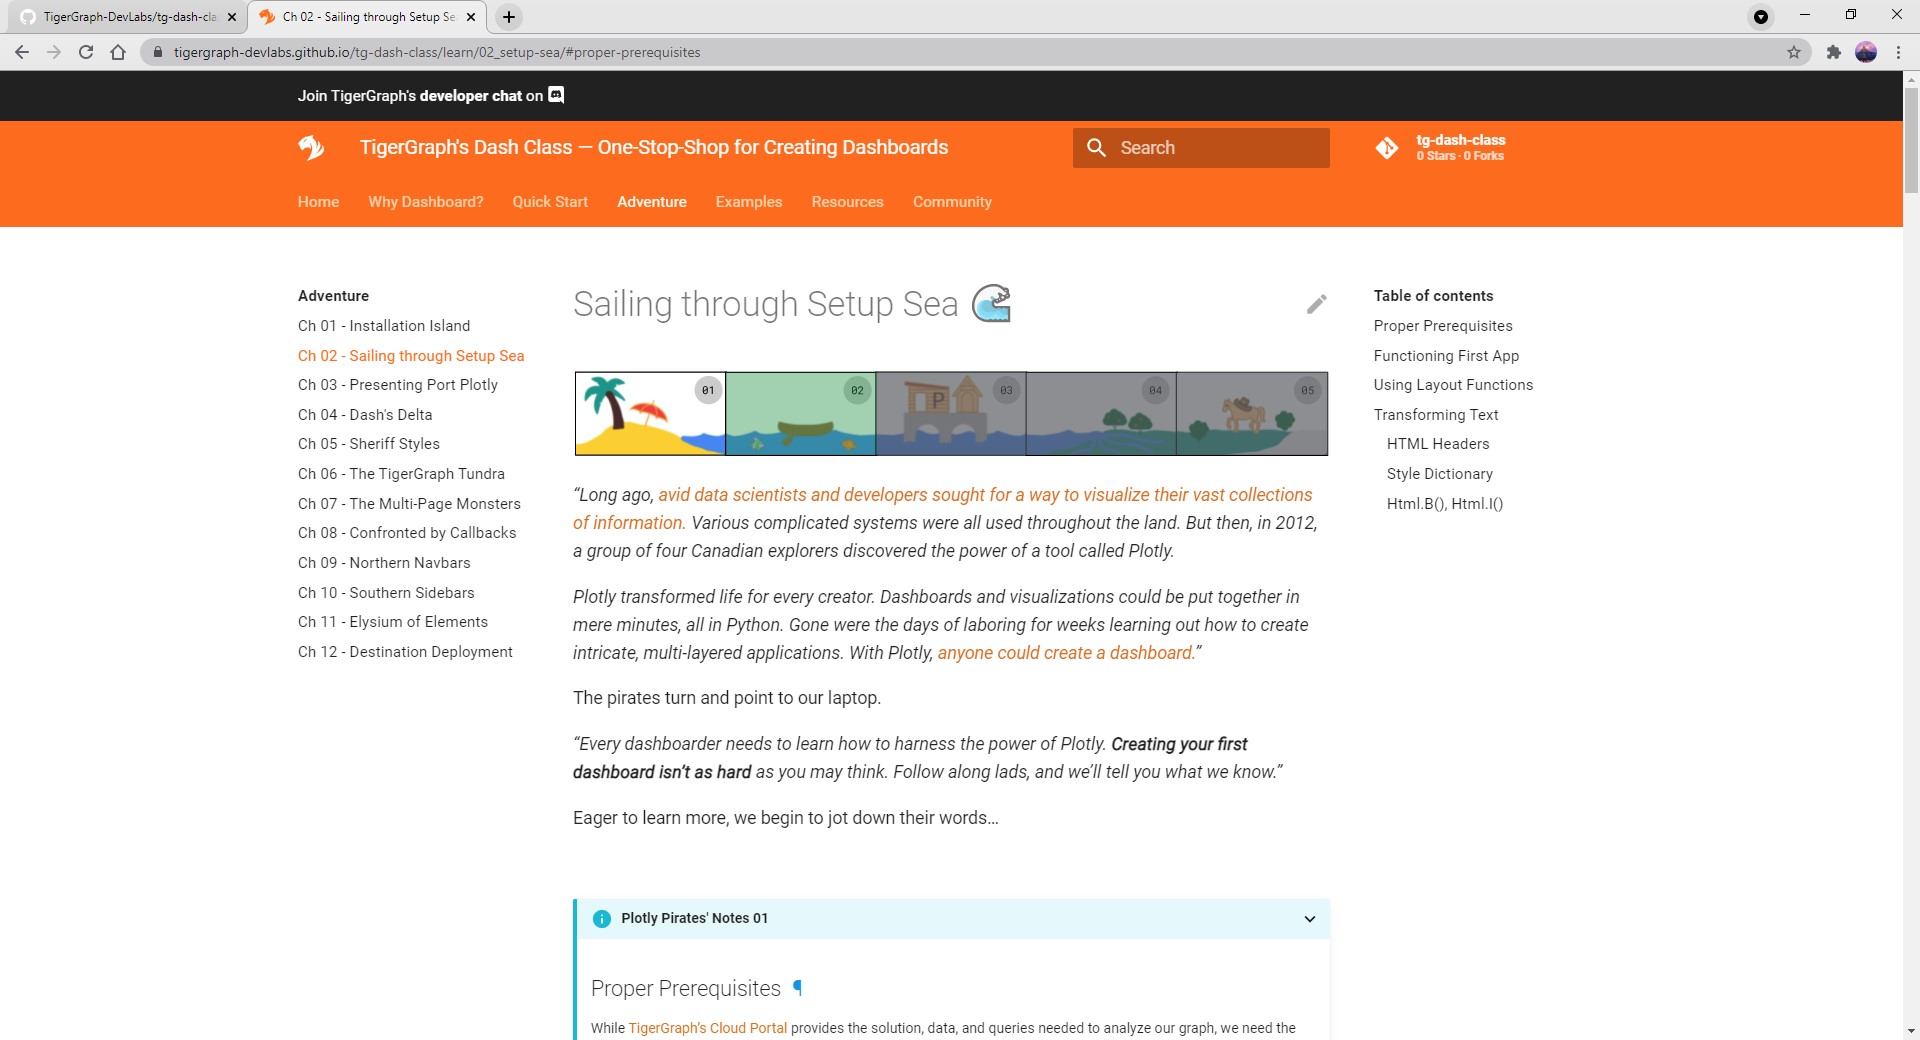 TigerGraph-DevLabs/tg-dash-cla
Ch 02 - Sailing through Setup Se
tigergraph-devlabs.github.io/tg-dash-class/learn/02_setup-sea/#proper-prerequisites
Join TigerGraph's developer chat on
TigerGraph's Dash Class — One-Stop-Shop for Creating Dashboards
Search
tg-dash-class
0 Stars · 0 Forks
Home
Why Dashboard?
Quick Start
Adventure
Examples
Resources
Community
Adventure
Ch 01 - Installation Island
Ch 02 - Sailing through Setup Sea
Ch 03 - Presenting Port Plotly
Ch 04 - Dash's Delta
Ch 05 - Sheriff Styles
Ch 06 - The TigerGraph Tundra
Ch 07 - The Multi-Page Monsters
Ch 08 - Confronted by Callbacks
Ch 09 - Northern Navbars
Ch 10 - Southern Sidebars
Ch 11 - Elysium of Elements
Ch 12 - Destination Deployment
Sailing through Setup Sea
01
02
P
03
04
05
“Long ago, avid data scientists and developers sought for a way to visualize their vast collections
of information. Various complicated systems were all used throughout the land. But then, in 2012,
a group of four Canadian explorers discovered the power of a tool called Plotly.
Plotly transformed life for every creator. Dashboards and visualizations could be put together in
mere minutes, all in Python. Gone were the days of laboring for weeks learning out how to create
intricate, multi-layered applications. With Plotly, anyone could create a dashboard.”
The pirates turn and point to our laptop.
“Every dashboarder needs to learn how to harness the power of Plotly. Creating your first
dashboard isn’t as hard as you may think. Follow along lads, and we’ll tell you what we know.”
Eager to learn more, we begin to jot down their words…
Plotly Pirates' Notes 01
Proper Prerequisites ¶
While TigerGraph’s Cloud Portal provides the solution, data, and queries needed to analyze our graph, we need the
Table of contents
Proper Prerequisites
Functioning First App
Using Layout Functions
Transforming Text
HTML Headers
Style Dictionary
Html.B(), Html.I()